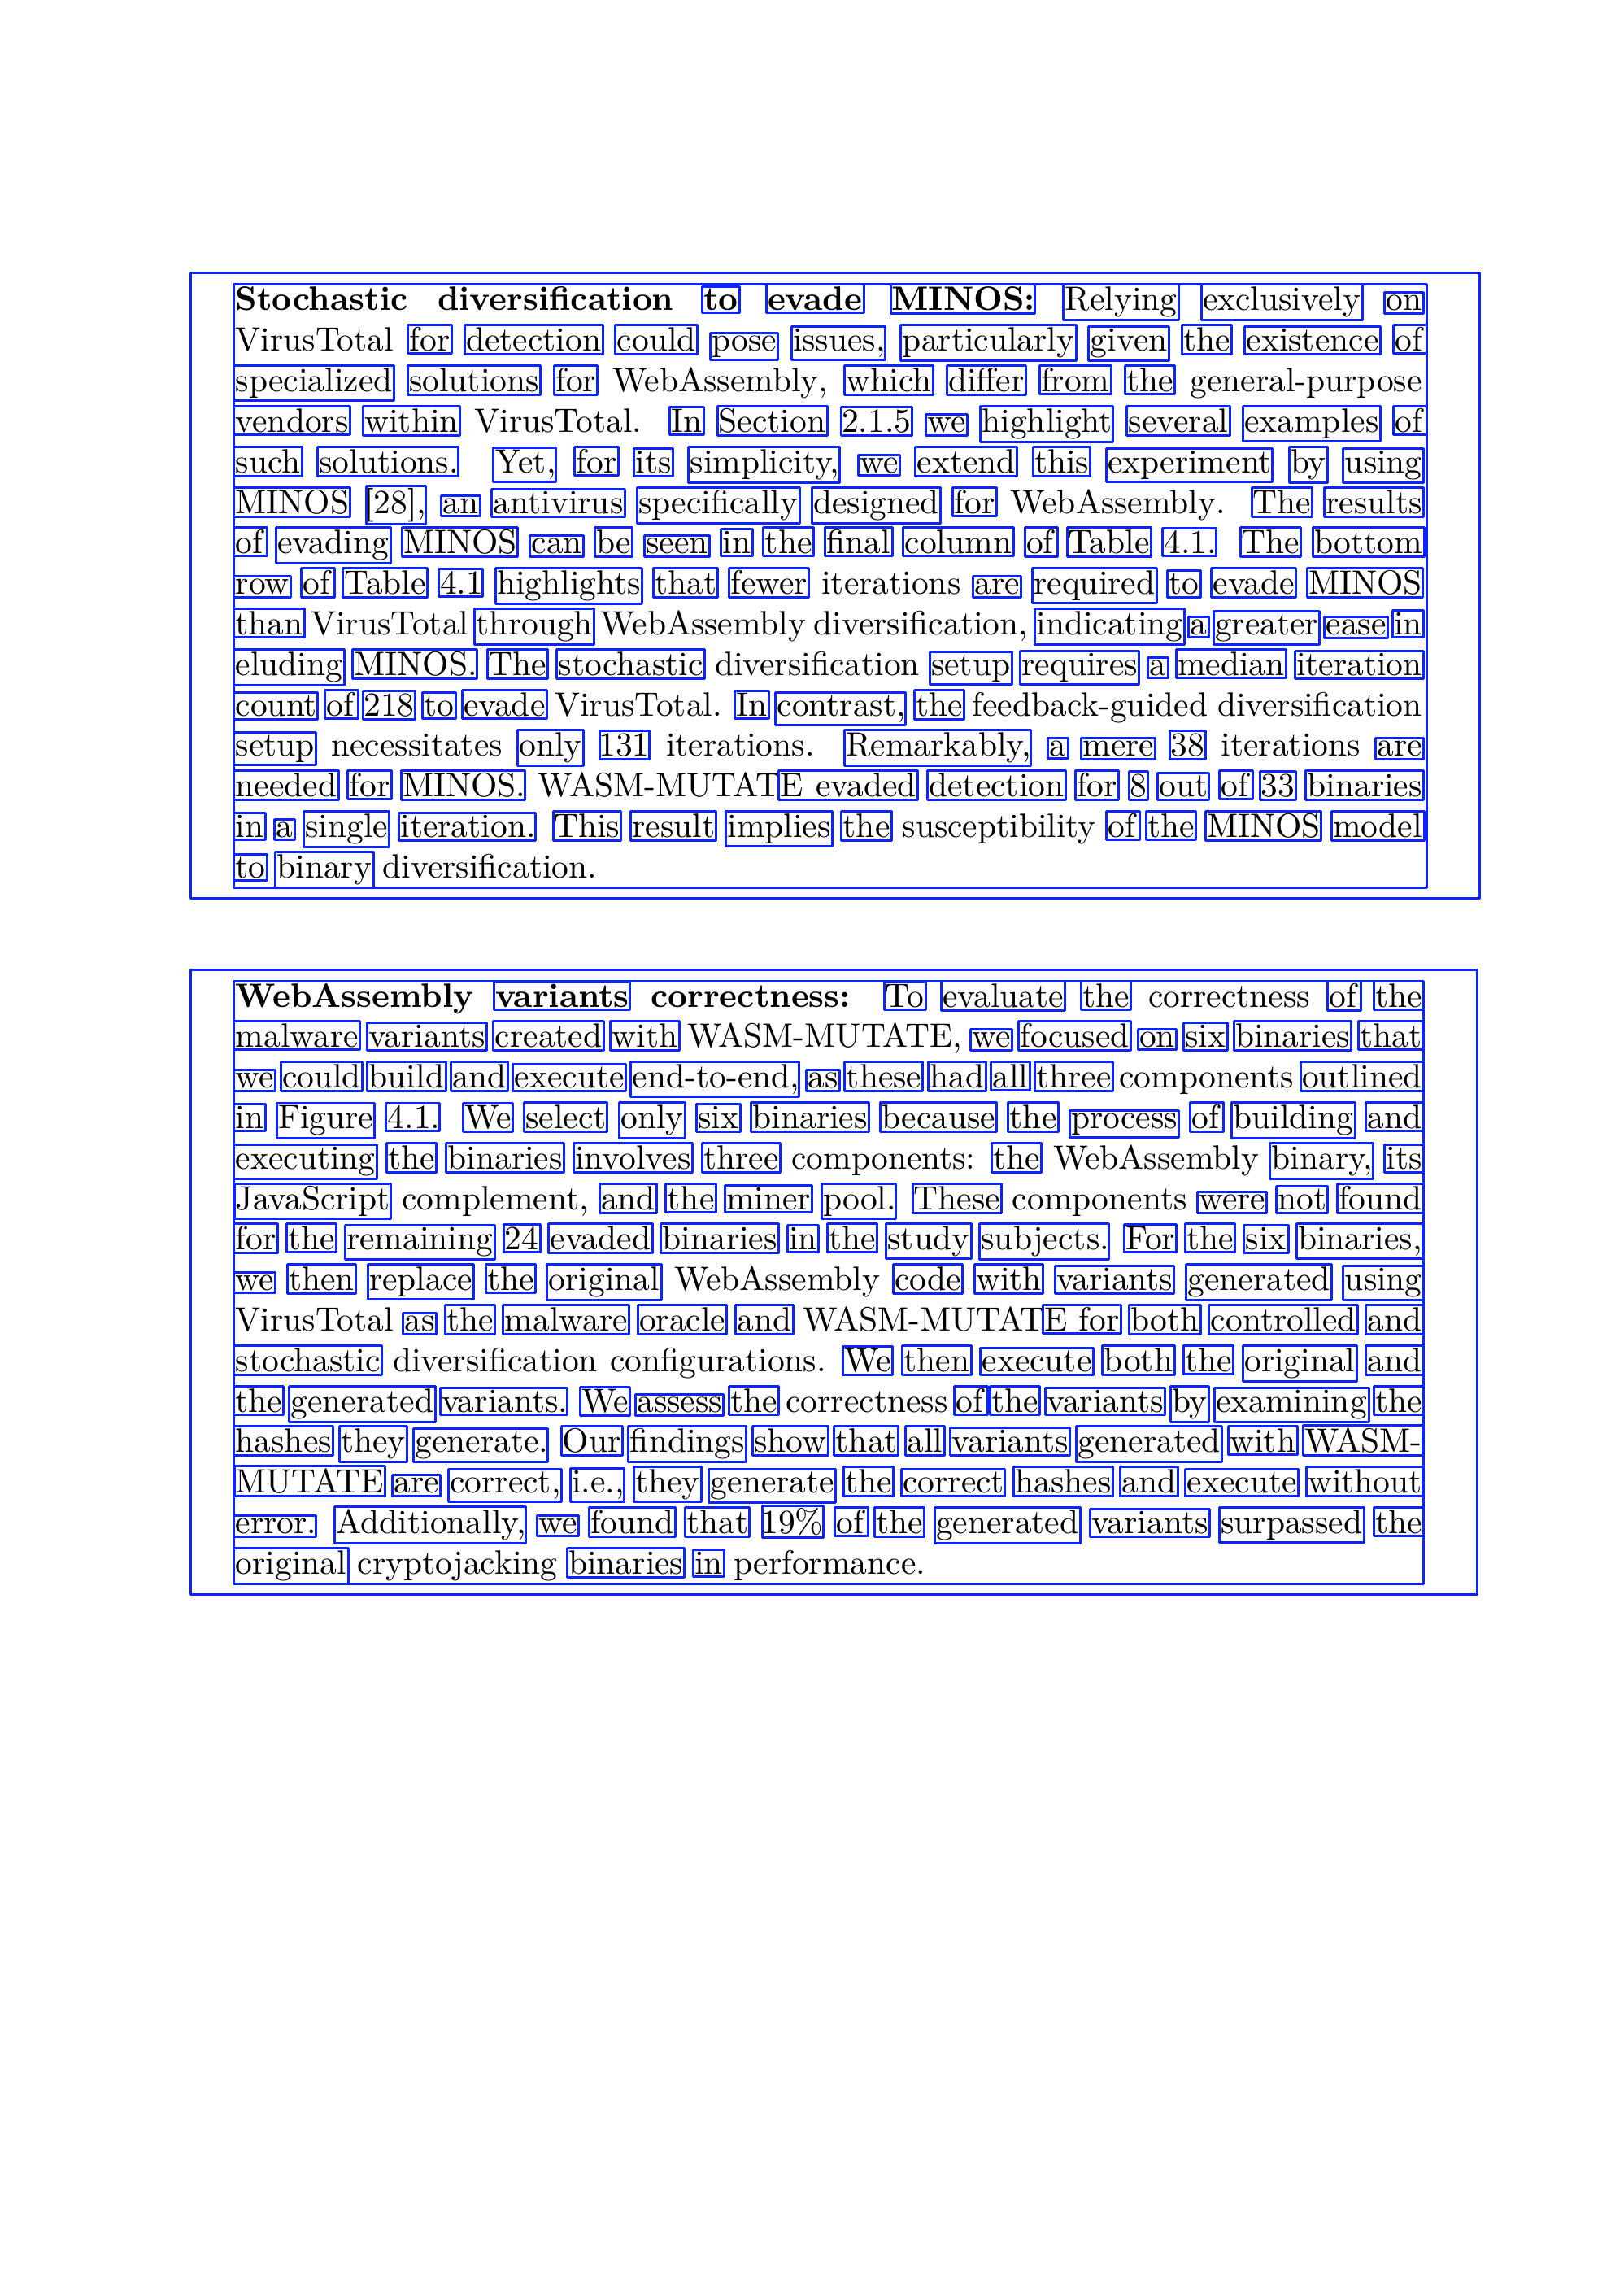 Stochastic diversification to evade MINOS: Relying exclusively on
VirusTotal for detection could pose issues, particularly given the existence of
specialized solutions for WebAssembly, which differ from the general-purpose
vendors within VirusTotal. In Section 2.1.5 we highlight several examples of
such solutions. Yet, for its simplicity, we extend this experiment by using
MINOS [28], an antivirus specifically designed for WebAssembly. The results
of evading MINOS can be seen in the final column of Table 4.1. The bottom
row of Table 4.1 highlights that fewer iterations are required to evade MINOS
than VirusTotal through WebAssembly diversification, indicating a greater ease in
eluding MINOS. The stochastic diversification setup requires a median iteration
count of 218 to evade VirusTotal. In contrast, the feedback-guided diversification
setup necessitates only 131 iterations. Remarkably, a mere 38 iterations are
needed for MINOS. WASM-MUTATE evaded detection for 8 out of 33 binaries
in a single iteration. This result implies the susceptibility of the MINOS model
to binary diversification.
WebAssembly variants correctness: To evaluate the correctness of the
malware variants created with WASM-MUTATE, we focused on six binaries that
we could build and execute end-to-end, as these had all three components outlined
in Figure 4.1. We select only six binaries because the process of building and
executing the binaries involves three components: the WebAssembly binary, its
JavaScript complement, and the miner pool. These components were not found
for the remaining 24 evaded binaries in the study subjects. For the six binaries,
we then replace the original WebAssembly code with variants generated using
VirusTotal as the malware oracle and WASM-MUTATE for both controlled and
stochastic diversification configurations. We then execute both the original and
the generated variants. We assess the correctness of the variants by examining the
hashes they generate. Our findings show that all variants generated with WASM-
MUTATE are correct, i.e., they generate the correct hashes and execute without
error. Additionally, we found that 19% of the generated variants surpassed the
original cryptojacking binaries in performance.